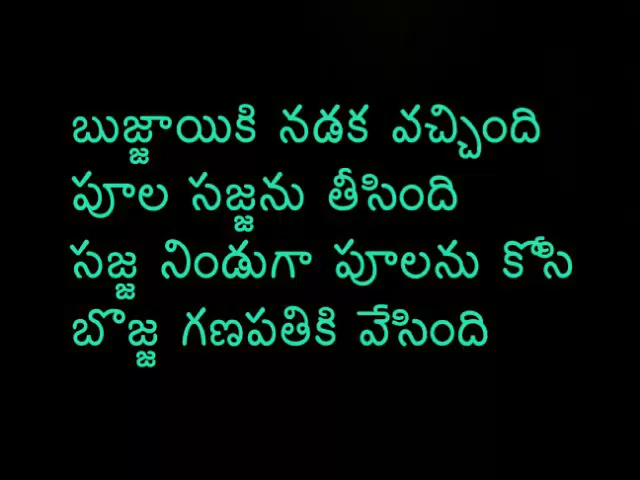 బుజ్జాయికి నడక వచ్చింది
పూల సజ్జను తీసింది
సజ్జ నిండుగా పూలను కోసి
బొజ్జ గణపతికి వేసింది